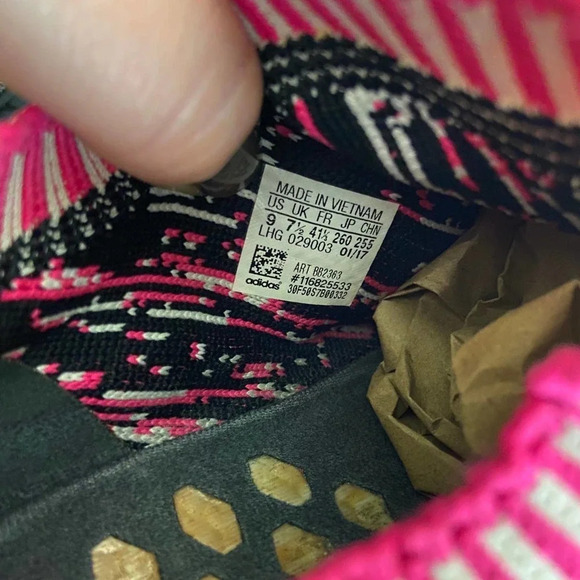 MADE IN VIETNAM
US UK FR JP CHN
9 7½ 41⅓ 260 255
LHG 029003 01/17
ART BB2363
#116825533
30F50S7B00332
adidas